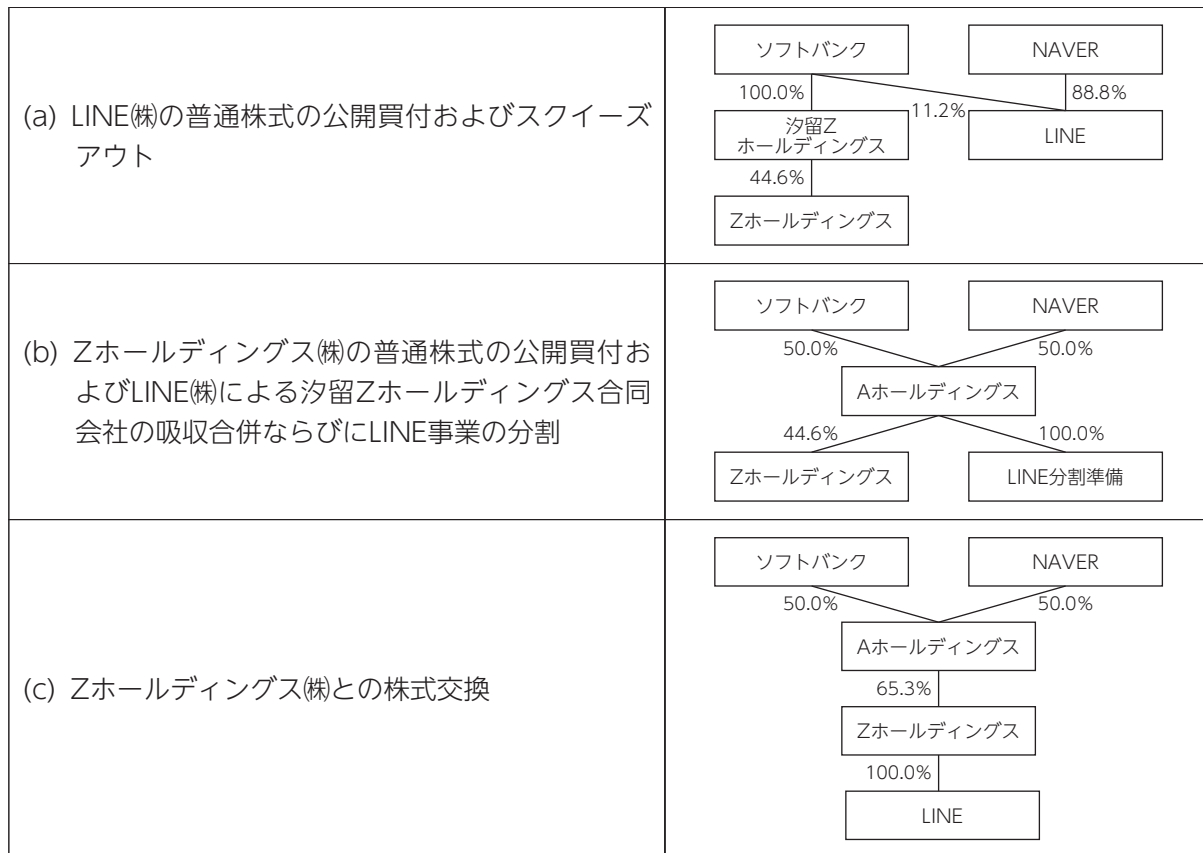 (a) LINE㈱の普通株式の公開買付およびスクイーズ
アウト
ソフトバンク
NAVER
100.0%
11.2%
88.8%
汐留Z
ホールディングス
LINE
44.6%
Zホールディングス
(b) Zホールディングス㈱の普通株式の公開買付お
よびLINE㈱による汐留Zホールディングス合同
会社の吸収合併ならびにLINE事業の分割
ソフトバンク
NAVER
50.0%
50.0%
Aホールディングス
44.6%
100.0%
Zホールディングス
LINE分割準備
(c) Zホールディングス㈱との株式交換
ソフトバンク
NAVER
50.0%
50.0%
Aホールディングス
65.3%
Zホールディングス
100.0%
LINE